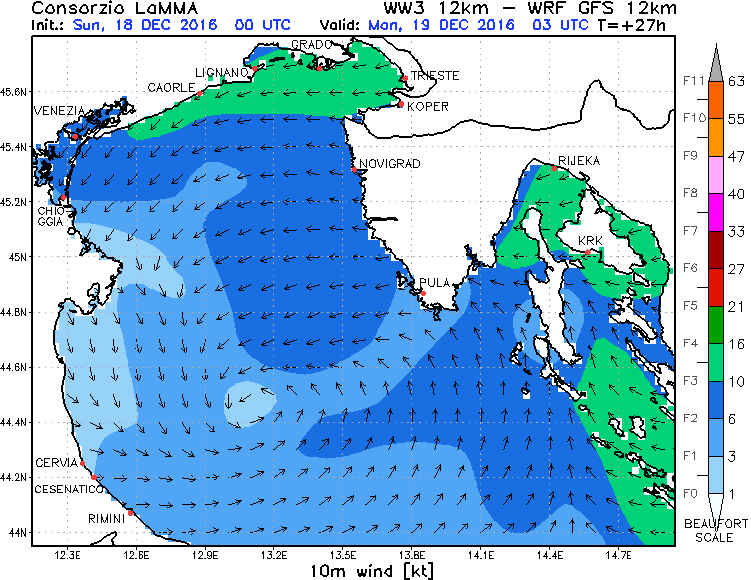 Consorzio LaMMA WW3 12km – WRF GFS 12km
Init.: Sun, 18 DEC 2016 00 UTC Valid: Mon, 19 DEC 2016 03 UTC T=+27h
GRADO
LIGNANO
TRIESTE
CAORLE
KOPER
VENEZIA
NOVIGRAD
RIJEKA
CHIO-
GGIA
KRK
PULA
CERVIA
CESENATICO
RIMINI
45.6N
45.4N
45.2N
45N
44.8N
44.6N
44.4N
44.2N
44N
12.3E 12.6E 12.9E 13.2E 13.5E 13.8E 14.1E 14.4E 14.7E
10m wind [kt]
F11 63
F10 55
F9 47
F8 40
F7 33
F6 27
F5 21
F4 16
F3 10
F2 6
F1 3
F0 1
BEAUFORT
SCALE